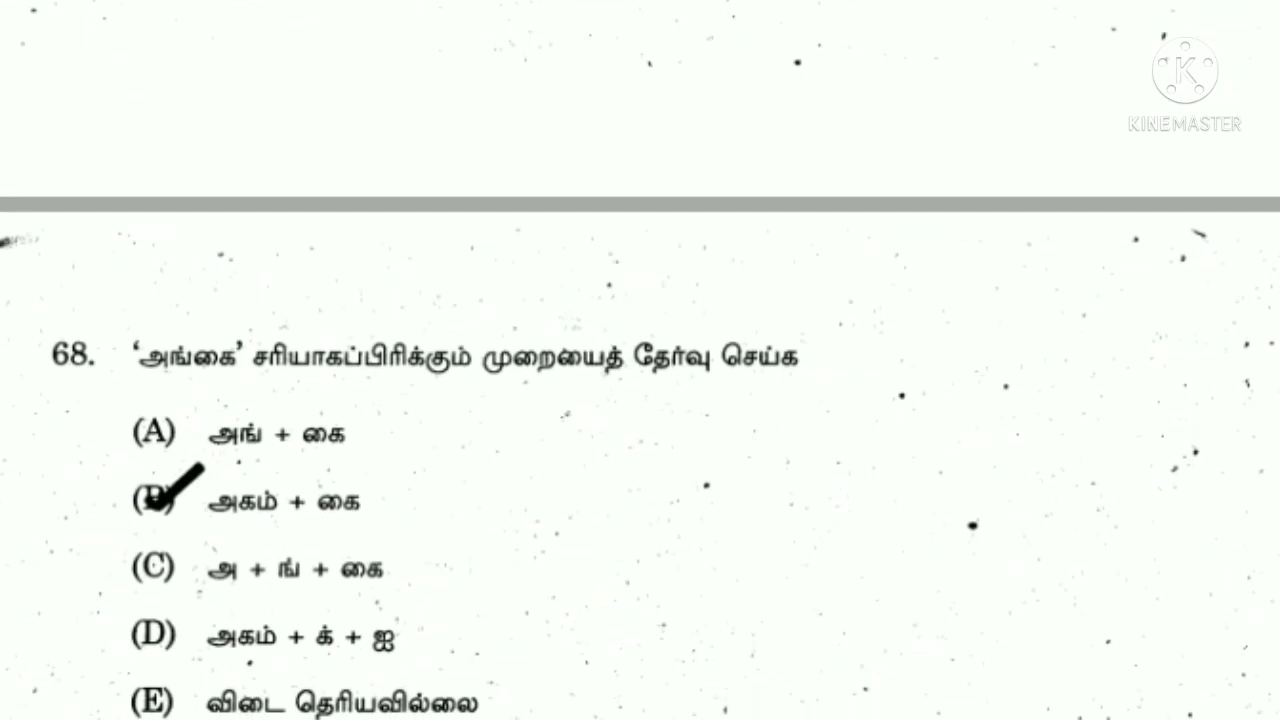 KINEMASTER
68. 'அங்கை' சரியாகப்பிரிக்கும் முறையைத் தேர்வு செய்க
(A) அங் + கை
(B) அகம் + கை
(C) அ + ங் + கை
(D) அகம் + க் + ஐ
(E) விடை தெரியவில்லை